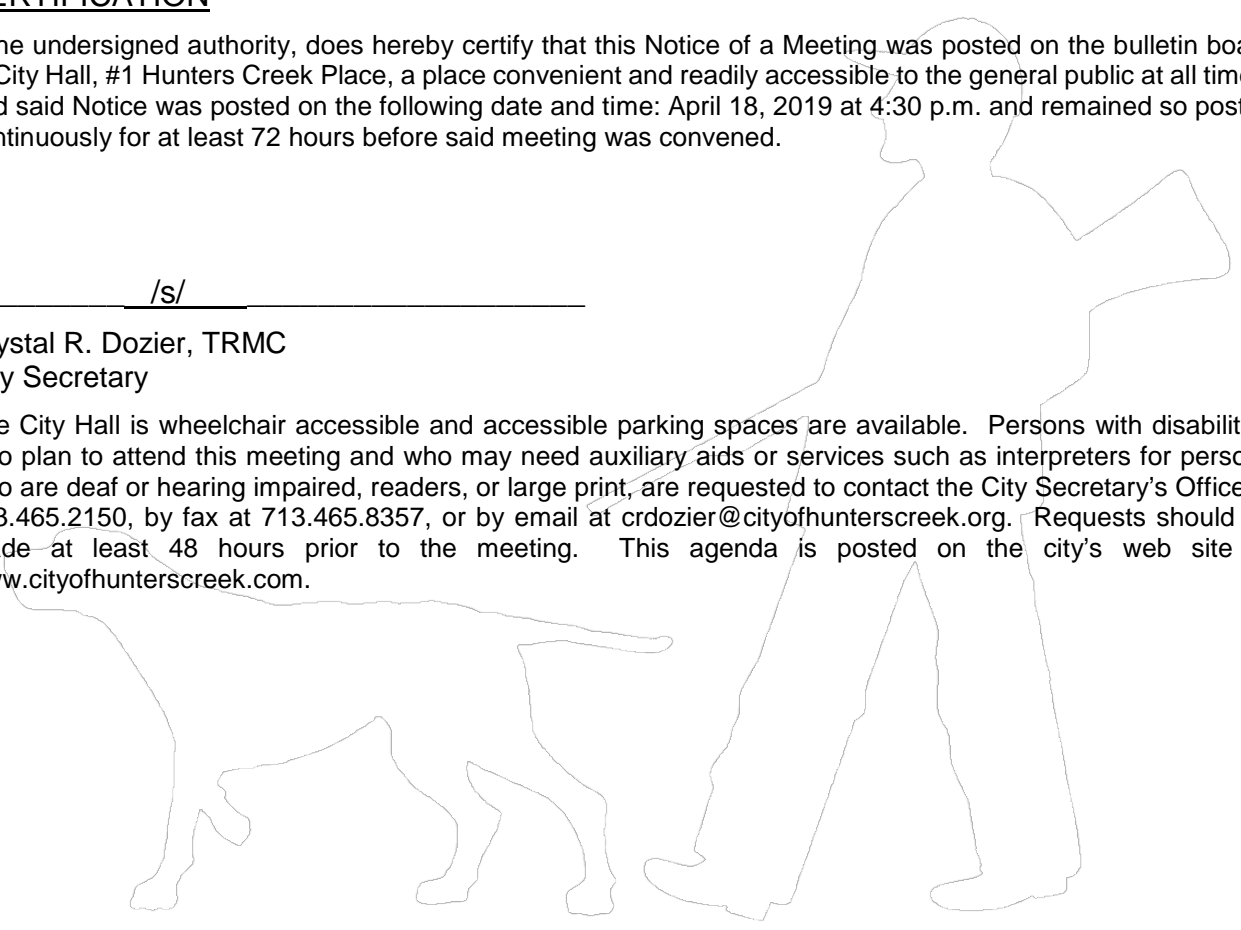 ERTIFICATION
ne undersigned authority, does hereby certify that this Notice of a Meeting was posted on the bulletin boa
City Hall, #1 Hunters Creek Place, a place convenient and readily accessible to the general public at all time
d said Notice was posted on the following date and time: April 18, 2019 at 4:30 p.m. and remained so post
ntinuously for at least 72 hours before said meeting was convened.
________/s/____________________
ystal R. Dozier, TRMC
y Secretary
e City Hall is wheelchair accessible and accessible parking spaces are available. Persons with disabilit
o plan to attend this meeting and who may need auxiliary aids or services such as interpreters for perso
o are deaf or hearing impaired, readers, or large print, are requested to contact the City Secretary’s Office
3.465.2150, by fax at 713.465.8357, or by email at crdozier@cityofhunterscreek.org. Requests should
de at least 48 hours prior to the meeting. This agenda is posted on the city’s web site
w.cityofhunterscreek.com.